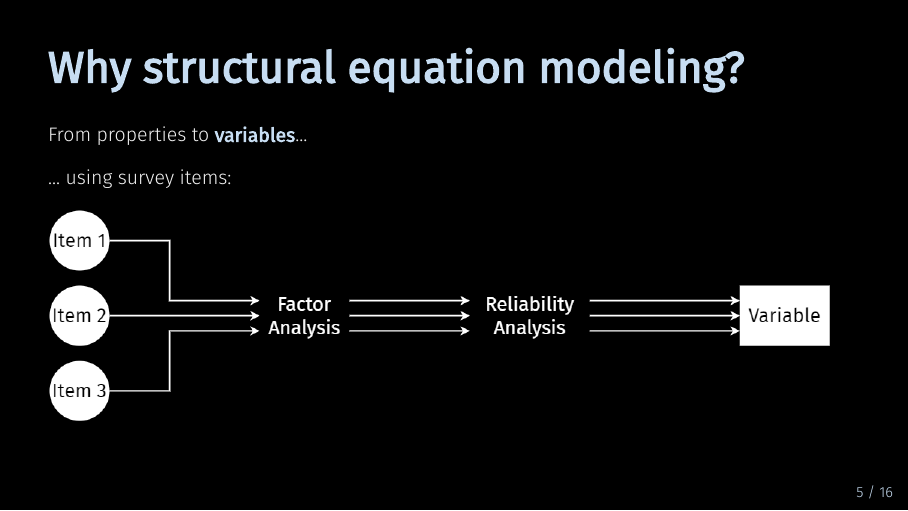 Why structural equation modeling?
From properties to variables...
... using survey items:
Item 1
Item 2
Item 3
Factor
Analysis
Reliability
Analysis
Variable
5 / 16